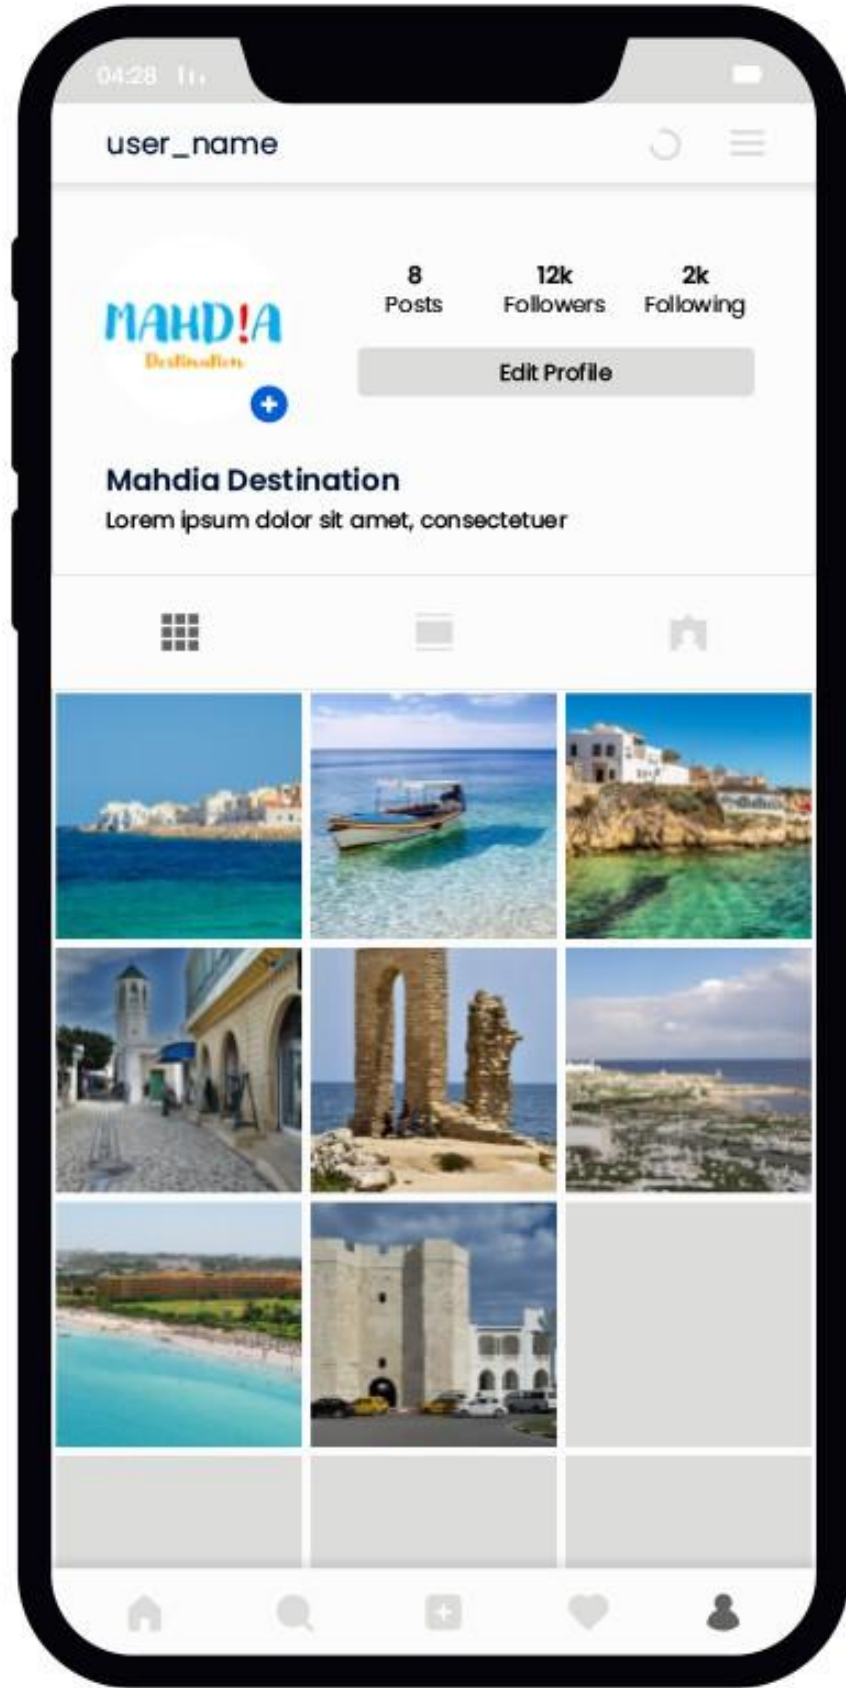 04:28
user_name
8 12k 2k
Posts Followers Following
MAHD!A
Destination
Edit Profile
Mahdia Destination
Lorem ipsum dolor sit amet, consectetuer